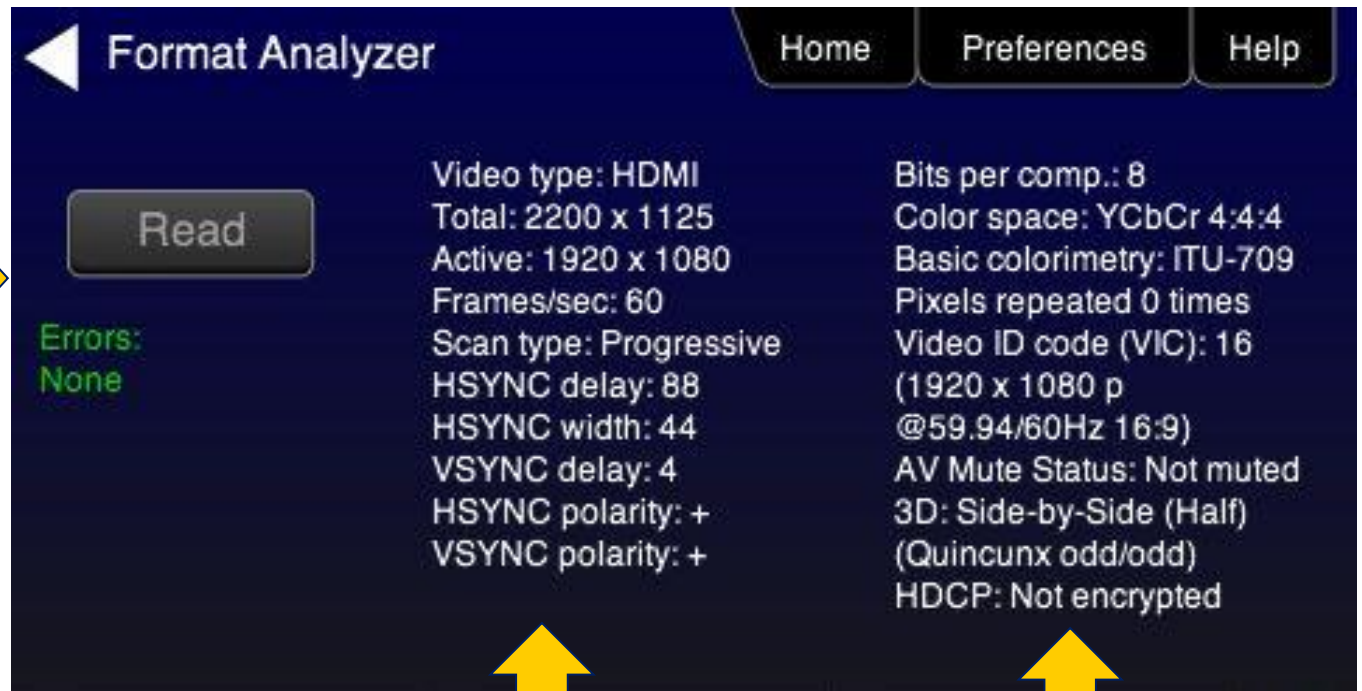 Format Analyzer
Home
Preferences
Help
Read
Errors:
None
Video type: HDMI
Total: 2200 x 1125
Active: 1920 x 1080
Frames/sec: 60
Scan type: Progressive
HSYNC delay: 88
HSYNC width: 44
VSYNC delay: 4
HSYNC polarity: +
VSYNC polarity: +
Bits per comp.: 8
Color space: YCbCr 4:4:4
Basic colorimetry: ITU-709
Pixels repeated 0 times
Video ID code (VIC): 16
(1920 x 1080 p
@59.94/60Hz 16:9)
AV Mute Status: Not muted
3D: Side-by-Side (Half)
(Quincunx odd/odd)
HDCP: Not encrypted